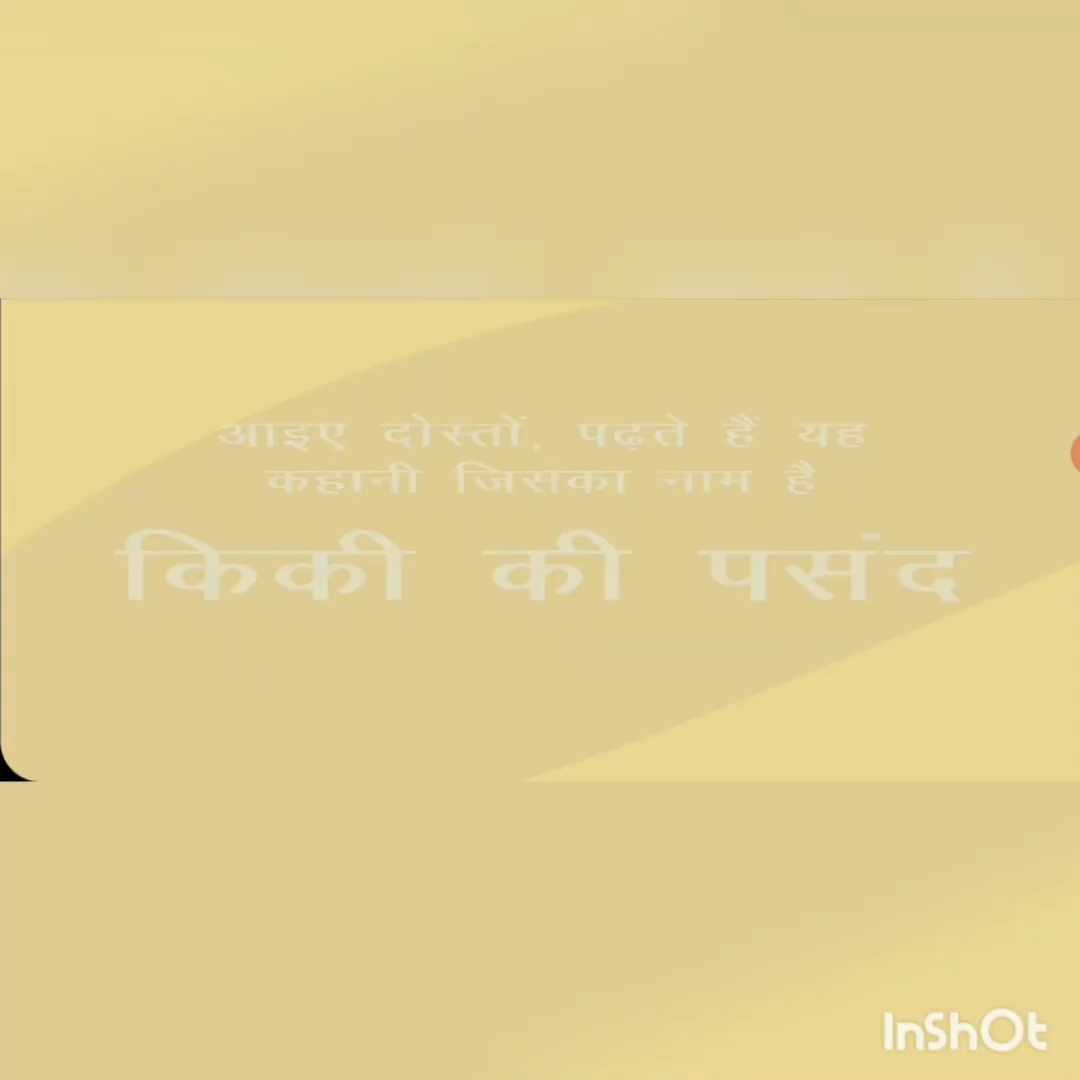 आइए दोस्तों, पढ़ते हैं यह
कहानी जिसका नाम है
किकी की पसंद
InShOt